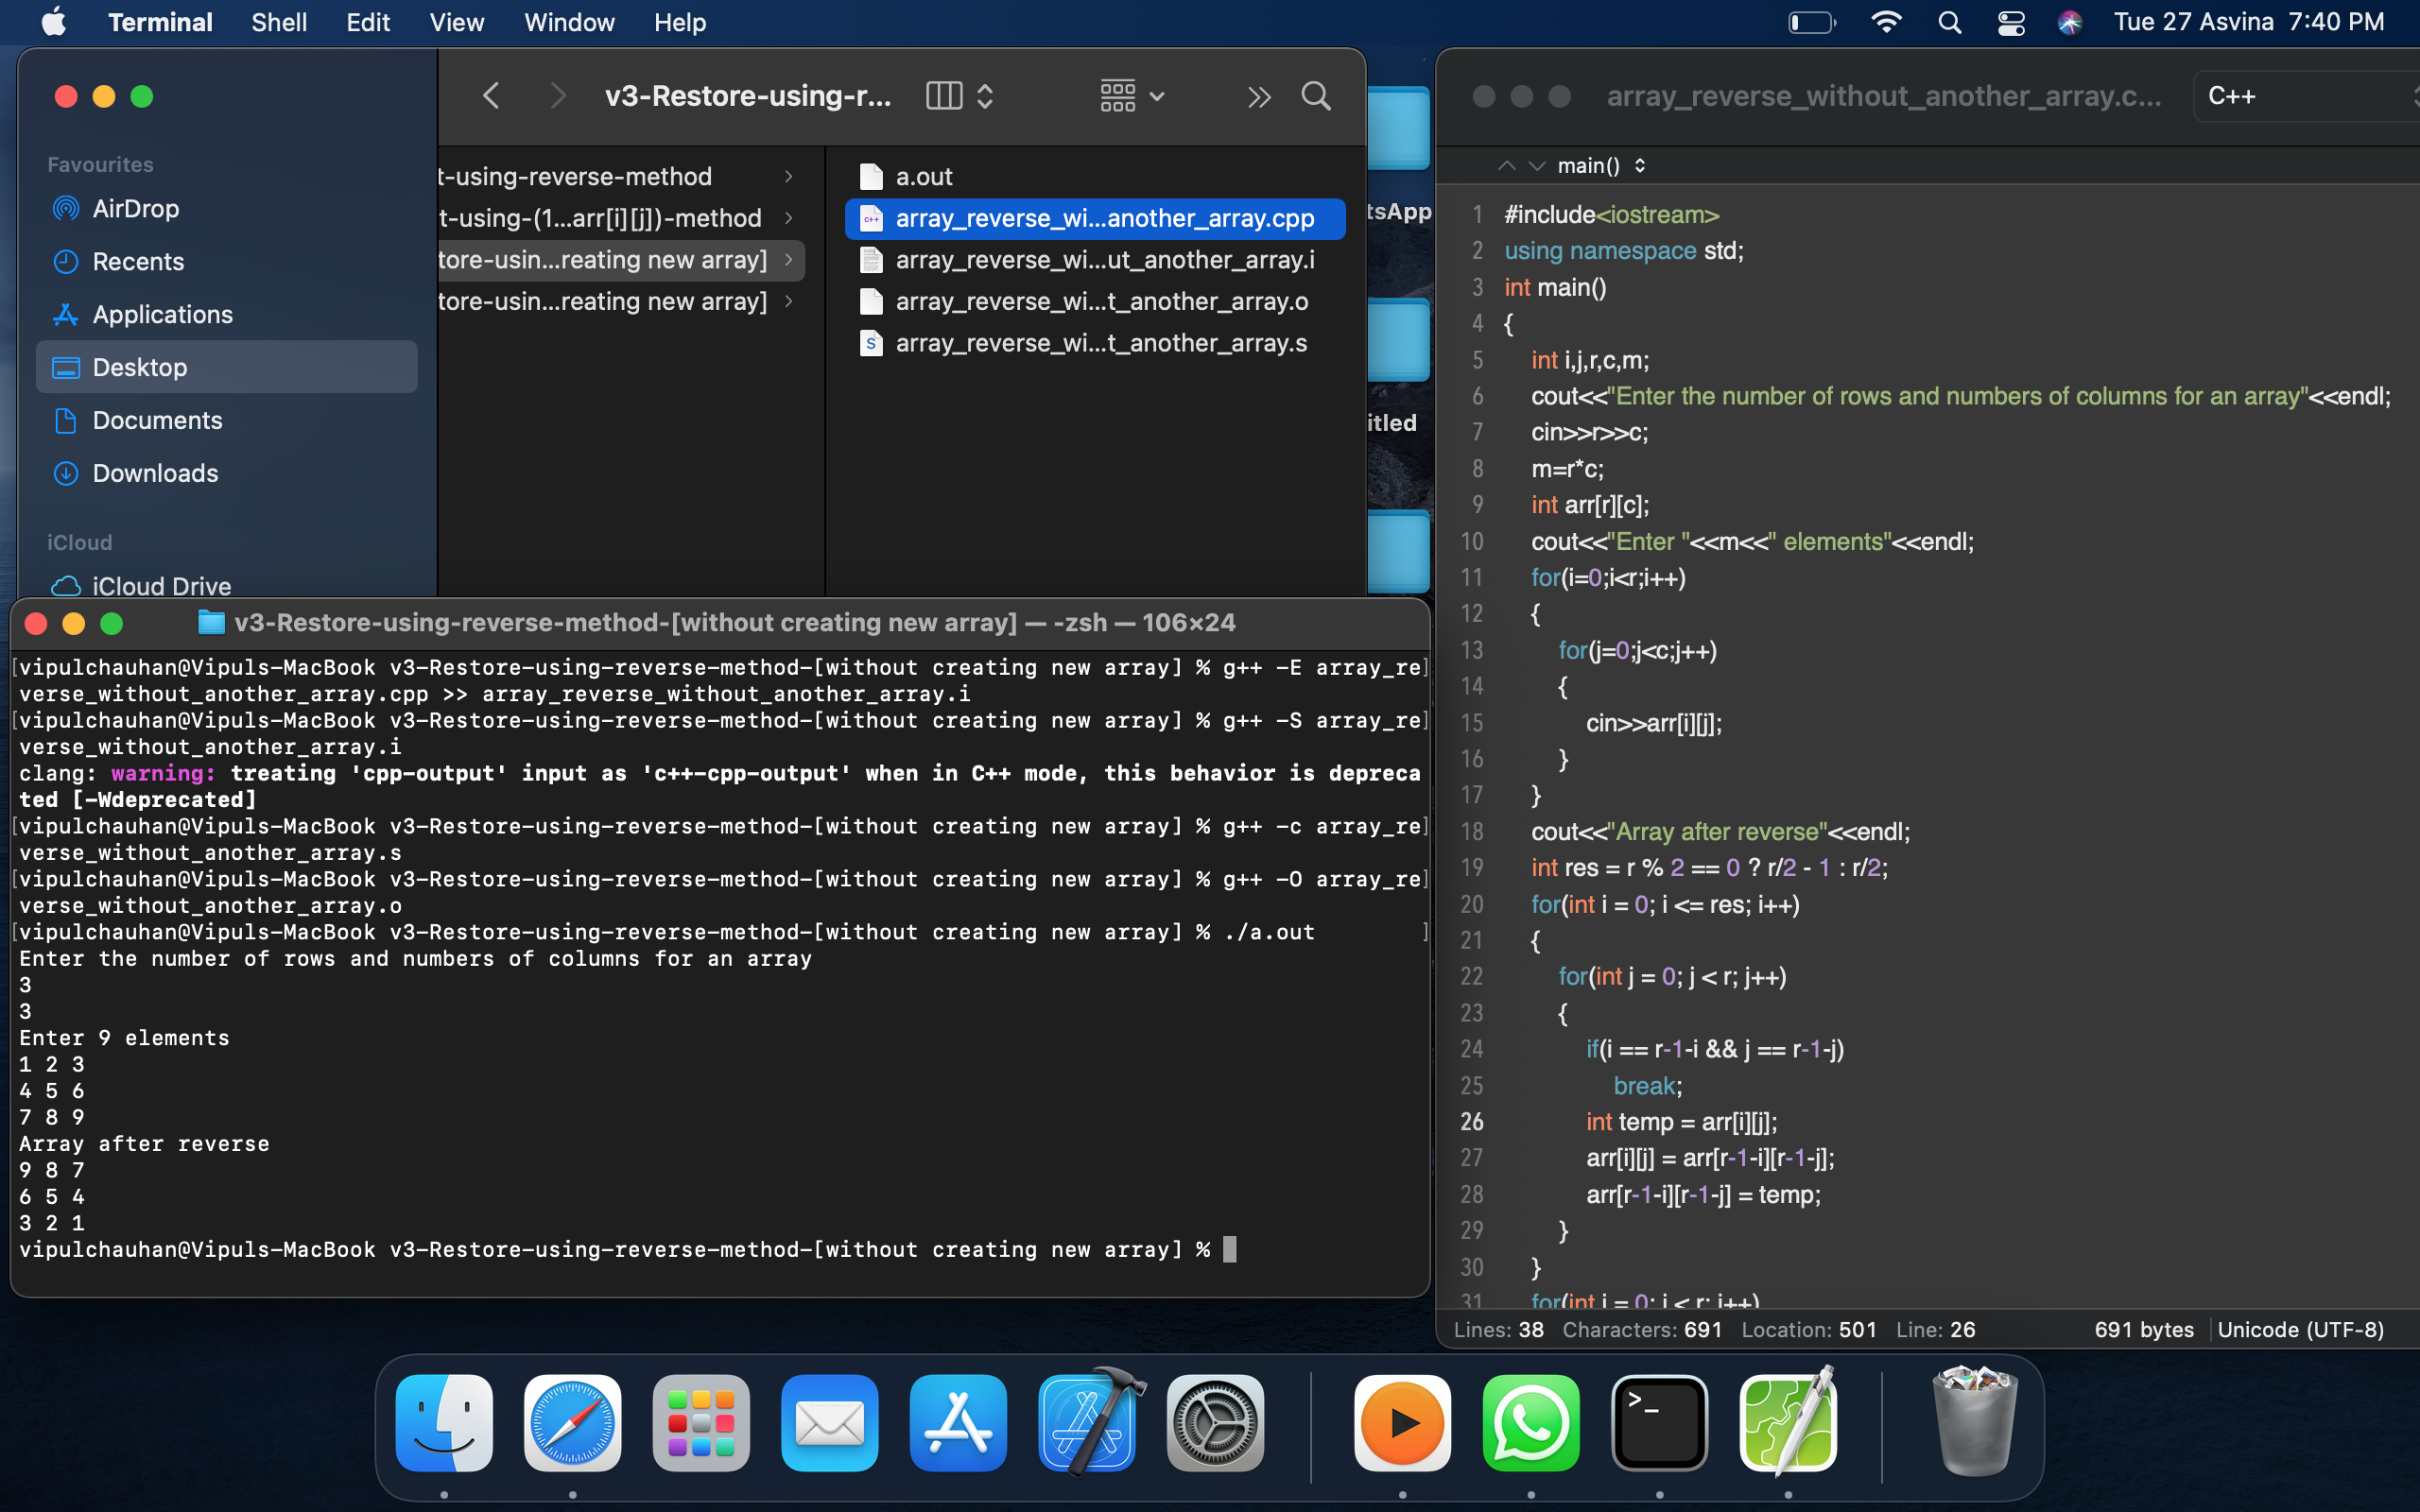 Terminal Shell Edit View Window Help Tue 27 Asvina 7:40 PM
v3-Restore-using-r...
Favourites
AirDrop
Recents
Applications
Desktop
Documents
Downloads
iCloud
iCloud Drive
t-using-reverse-method
t-using-(1...arr[i][j])-method
tore-usin...reating new array]
tore-usin...reating new array]
a.out
array_reverse_wi...another_array.cpp
array_reverse_wi...ut_another_array.i
array_reverse_wi...t_another_array.o
array_reverse_wi...t_another_array.s
tsApp
itled
v3-Restore-using-reverse-method-[without creating new array] — -zsh — 106×24
[vipulchauhan@Vipuls-MacBook v3-Restore-using-reverse-method-[without creating new array] % g++ -E array_re]
verse_without_another_array.cpp >> array_reverse_without_another_array.i
[vipulchauhan@Vipuls-MacBook v3-Restore-using-reverse-method-[without creating new array] % g++ -S array_re]
verse_without_another_array.i
clang: warning: treating 'cpp-output' input as 'c++-cpp-output' when in C++ mode, this behavior is depreca
ted [-Wdeprecated]
[vipulchauhan@Vipuls-MacBook v3-Restore-using-reverse-method-[without creating new array] % g++ -c array_re]
verse_without_another_array.s
[vipulchauhan@Vipuls-MacBook v3-Restore-using-reverse-method-[without creating new array] % g++ -O array_re]
verse_without_another_array.o
[vipulchauhan@Vipuls-MacBook v3-Restore-using-reverse-method-[without creating new array] % ./a.out ]
Enter the number of rows and numbers of columns for an array
3
3
Enter 9 elements
1 2 3
4 5 6
7 8 9
Array after reverse
9 8 7
6 5 4
3 2 1
vipulchauhan@Vipuls-MacBook v3-Restore-using-reverse-method-[without creating new array] %
array_reverse_without_another_array.c... C++
main()
1 #include<iostream>
2 using namespace std;
3 int main()
4 {
5 int i,j,r,c,m;
6 cout<<"Enter the number of rows and numbers of columns for an array"<<endl;
7 cin>>r>>c;
8 m=r*c;
9 int arr[r][c];
10 cout<<"Enter "<<m<<" elements"<<endl;
11 for(i=0;i<r;i++)
12 {
13 for(j=0;j<c;j++)
14 {
15 cin>>arr[i][j];
16 }
17 }
18 cout<<"Array after reverse"<<endl;
19 int res = r % 2 == 0 ? r/2 - 1 : r/2;
20 for(int i = 0; i <= res; i++)
21 {
22 for(int j = 0; j < r; j++)
23 {
24 if(i == r-1-i && j == r-1-j)
25 break;
26 int temp = arr[i][j];
27 arr[i][j] = arr[r-1-i][r-1-j];
28 arr[r-1-i][r-1-j] = temp;
29 }
30 }
31 for(int i = 0; i < r; i++)
Lines: 38 Characters: 691 Location: 501 Line: 26 691 bytes Unicode (UTF-8)